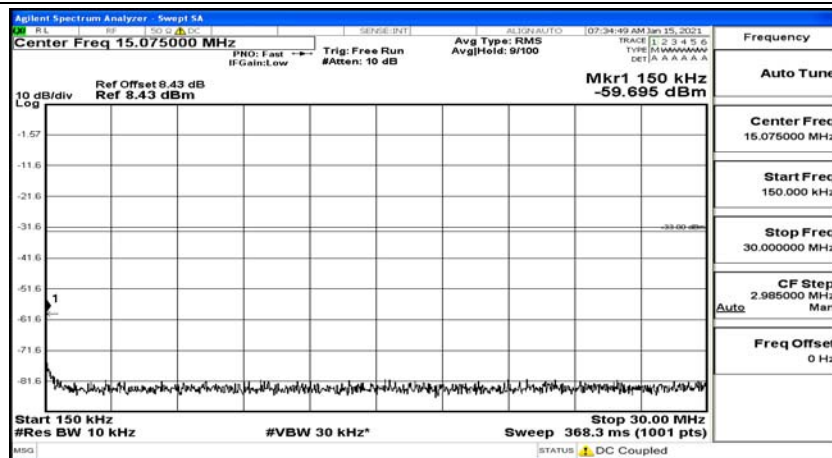 Agilent Spectrum Analyzer - Swept SA
RL RF 50 Ω DC SENSE:INT ALIGN AUTO 07:34:49 AM Jan 15, 2021
Center Freq 15.075000 MHz
PNO: Fast
IFGain:Low
Trig: Free Run
#Atten: 10 dB
Avg Type: RMS
Avg|Hold: 9/100
TRACE 1 2 3 4 5 6
TYPE M W W W W W
DET A A A A A A
Ref Offset 8.43 dB
10 dB/div Ref 8.43 dBm
Log
Mkr1 150 kHz
-59.695 dBm
-1.57
-11.6
-21.6
-31.6
-33.00 dBm
-41.6
-51.6
1
-61.6
-71.6
-81.6
Start 150 kHz Stop 30.00 MHz
#Res BW 10 kHz #VBW 30 kHz* Sweep 368.3 ms (1001 pts)
MSG STATUS DC Coupled
Frequency
Auto Tune
Center Freq
15.075000 MHz
Start Freq
150.000 kHz
Stop Freq
30.000000 MHz
CF Step
2.985000 MHz
Auto Man
Freq Offset
0 Hz